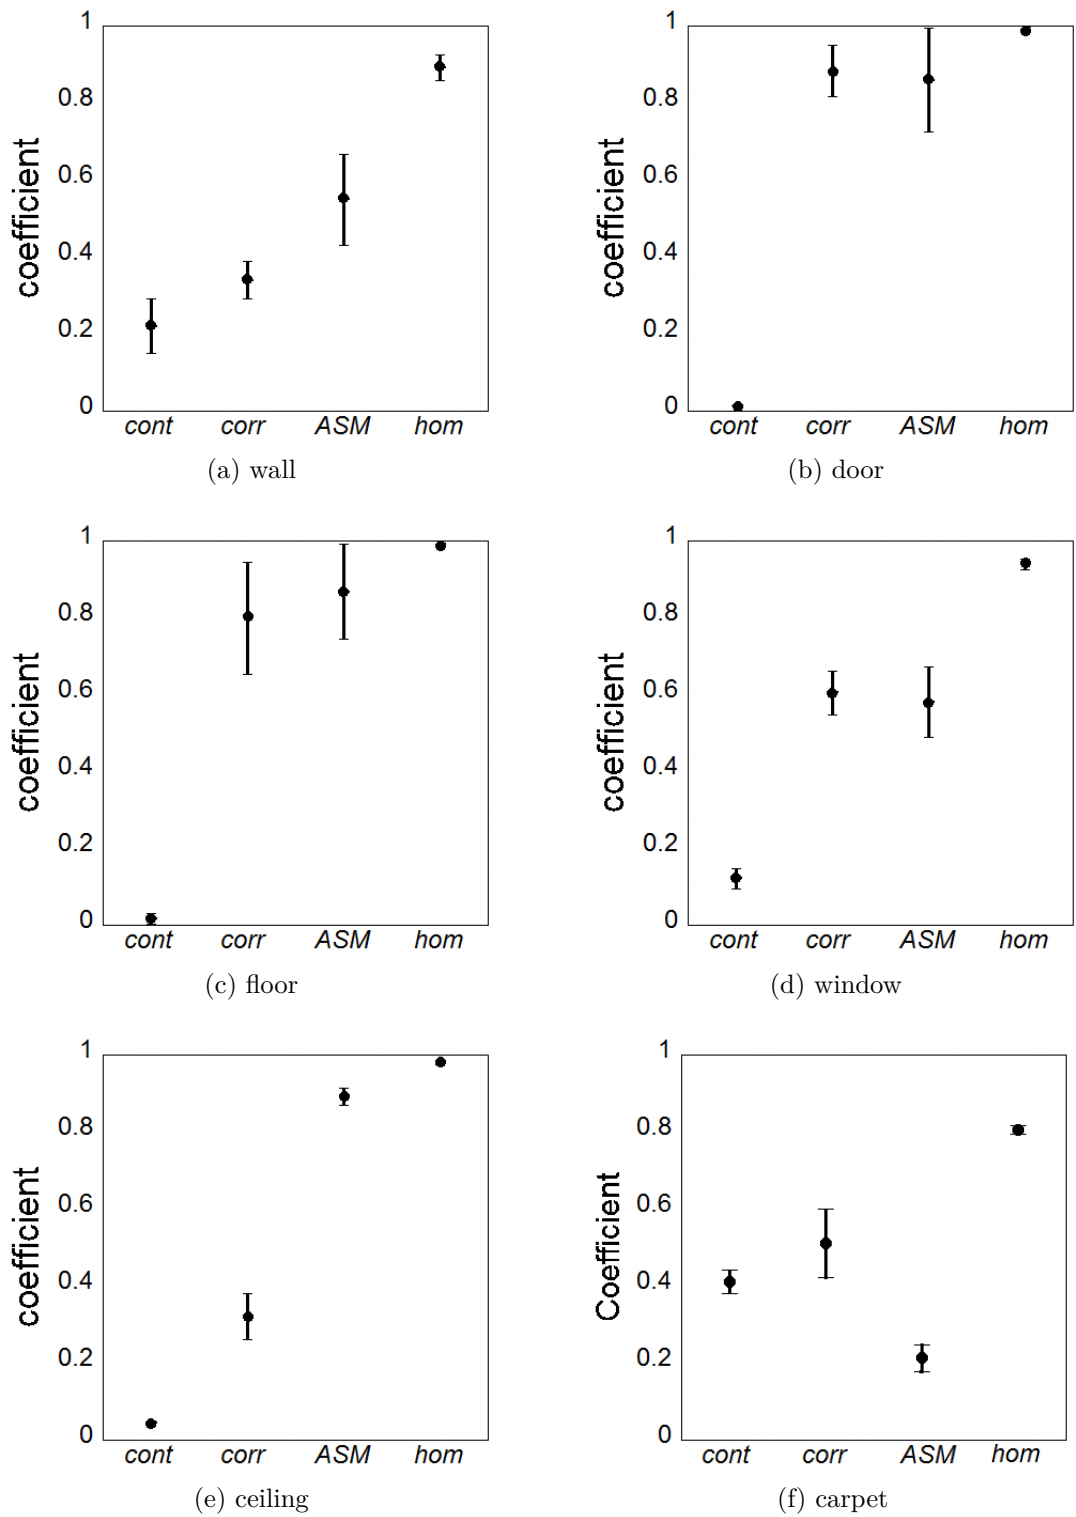 1
0.8
0.6
0.4
0.2
0
coefficient
cont corr ASM hom
(a) wall
1
0.8
0.6
0.4
0.2
0
coefficient
cont corr ASM hom
(b) door
1
0.8
0.6
0.4
0.2
0
coefficient
cont corr ASM hom
(c) floor
1
0.8
0.6
0.4
0.2
0
coefficient
cont corr ASM hom
(d) window
1
0.8
0.6
0.4
0.2
0
coefficient
cont corr ASM hom
(e) ceiling
1
0.8
0.6
0.4
0.2
0
Coefficient
cont corr ASM hom
(f) carpet